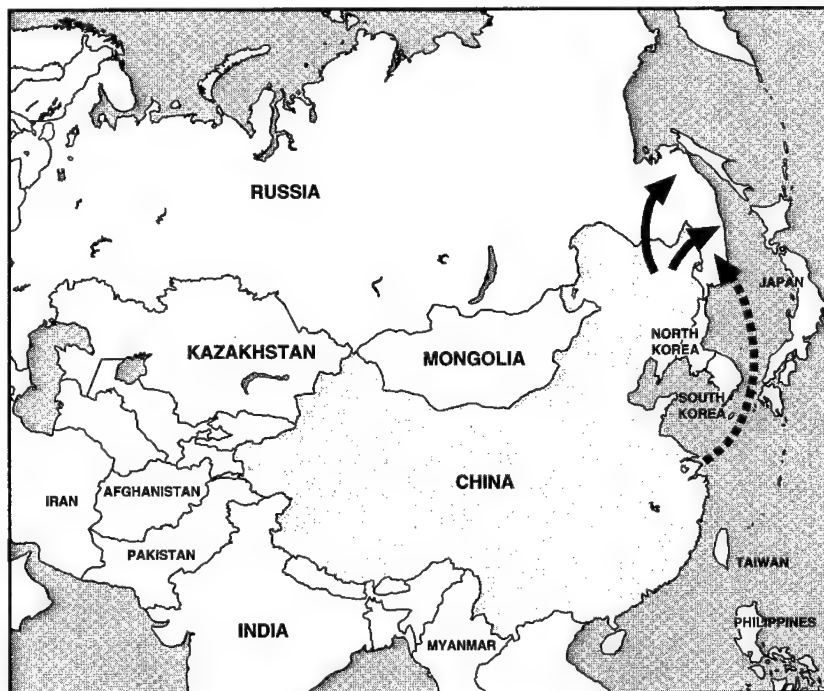 RUSSIA
JAPAN
KAZAKHSTAN
MONGOLIA
NORTH
KOREA
SOUTH
KOREA
CHINA
IRAN
AFGHANISTAN
PAKISTAN
TAIWAN
INDIA
MYANMAR
PHILIPPINES